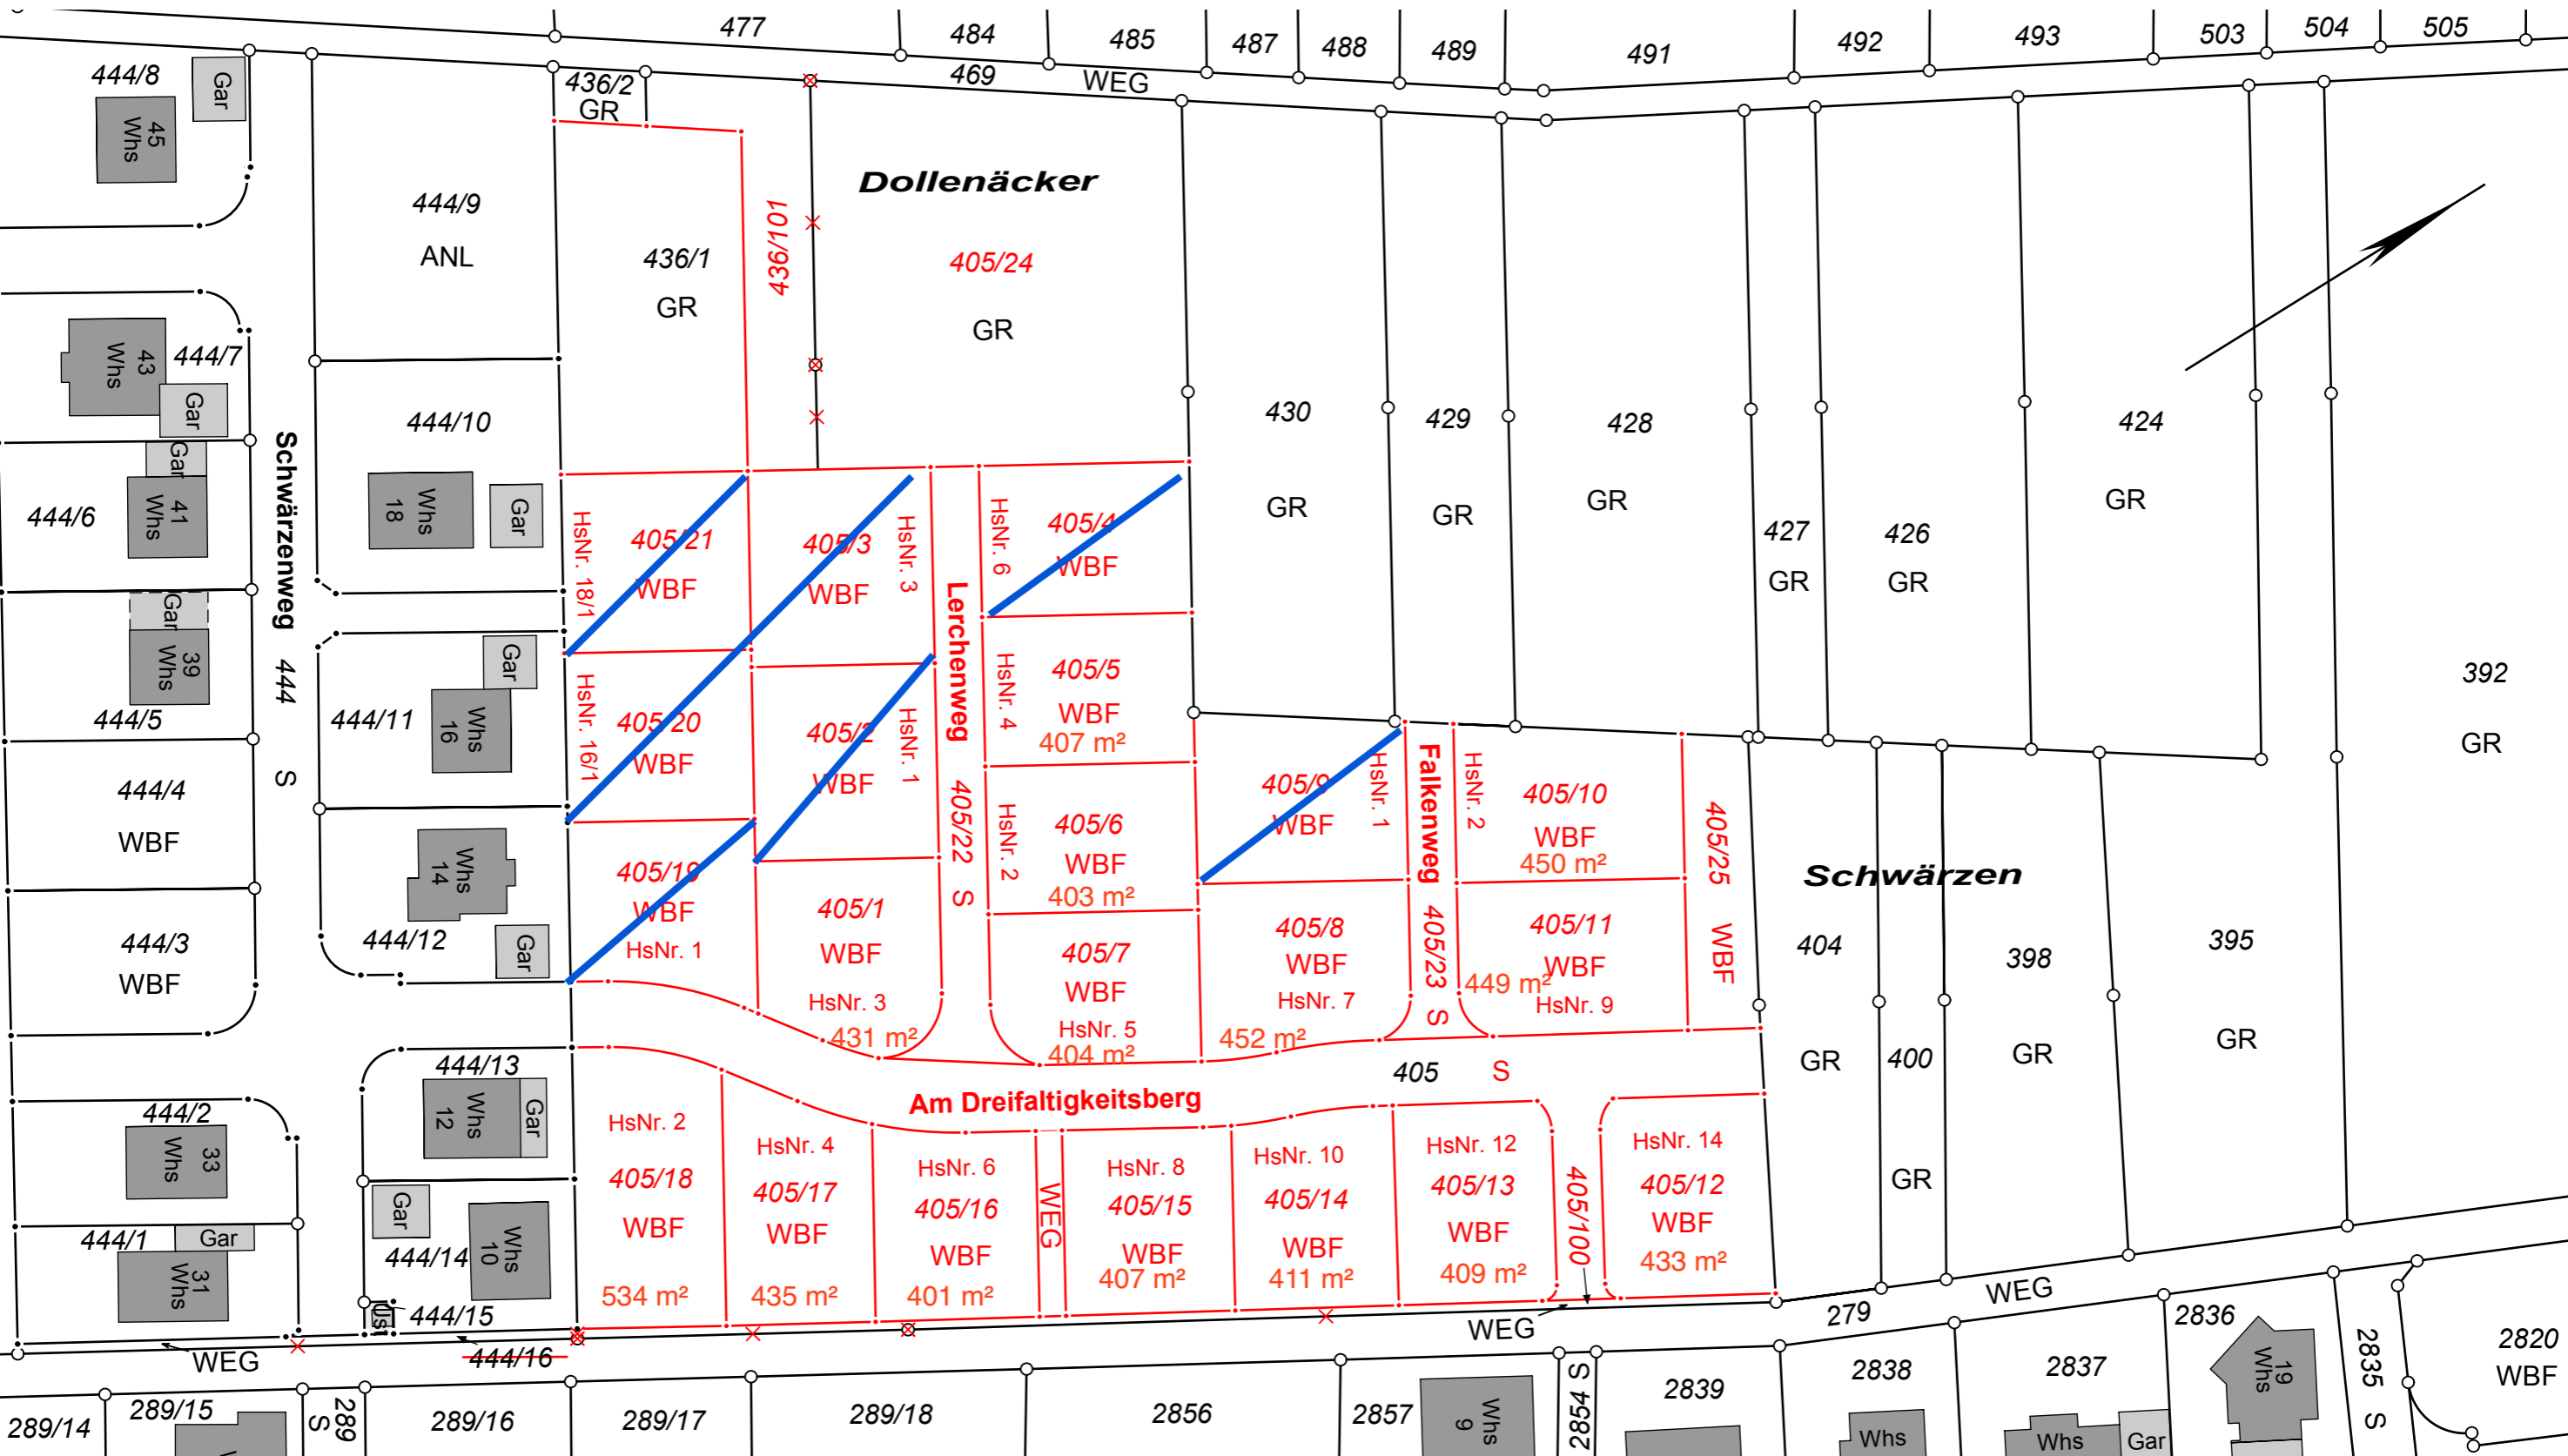 477
484
485
487
488
489
491
492
493
503
504
505
469
WEG
444/8
Gar
45
Whs
436/2
GR
444/9
ANL
436/1
GR
436/101
Dollenäcker
405/24
GR
43
Whs
444/7
Gar
444/10
Whs
18
Gar
Gar
41
Whs
444/6
Schwärzenweg
444
S
Gar
39
Whs
444/5
444/11
Gar
Whs
16
444/4
WBF
Whs
14
444/12
Gar
444/3
WBF
430
GR
429
GR
428
GR
427
GR
426
GR
424
GR
392
GR
HsNr. 18/1
405/21
WBF
405/3
WBF
HsNr. 3
HsNr. 6
405/4
WBF
HsNr. 16/1
405/20
WBF
405/2
WBF
HsNr. 1
Lerchenweg
405/22
S
HsNr. 4
405/5
WBF
407 m²
HsNr. 2
405/6
WBF
403 m²
405/19
WBF
HsNr. 1
405/1
WBF
HsNr. 3
431 m²
405/7
WBF
HsNr. 5
404 m²
405/9
WBF
HsNr. 1
Falkenweg
405/23
S
HsNr. 2
405/10
WBF
450 m²
405/25
WBF
405/8
WBF
HsNr. 7
452 m²
405/11
WBF
449 m²
HsNr. 9
Schwärzen
404
GR
400
GR
398
GR
395
GR
405
S
Am Dreifaltigkeitsberg
444/13
Whs
12
Gar
444/2
33
Whs
444/1
Gar
31
Whs
Gar
444/14
Whs
10
444/15
Ust
HsNr. 2
405/18
WBF
534 m²
HsNr. 4
405/17
WBF
435 m²
HsNr. 6
405/16
WBF
401 m²
WEG
HsNr. 8
405/15
WBF
407 m²
HsNr. 10
405/14
WBF
411 m²
HsNr. 12
405/13
WBF
409 m²
405/100
HsNr. 14
405/12
WBF
433 m²
WEG
444/16
WEG
279
WEG
289/14
289/15
289
S
289/16
289/17
289/18
2856
2857
Whs
9
2854 S
2839
2838
Whs
2837
Whs
Gar
2836
19
Whs
2835
S
2820
WBF